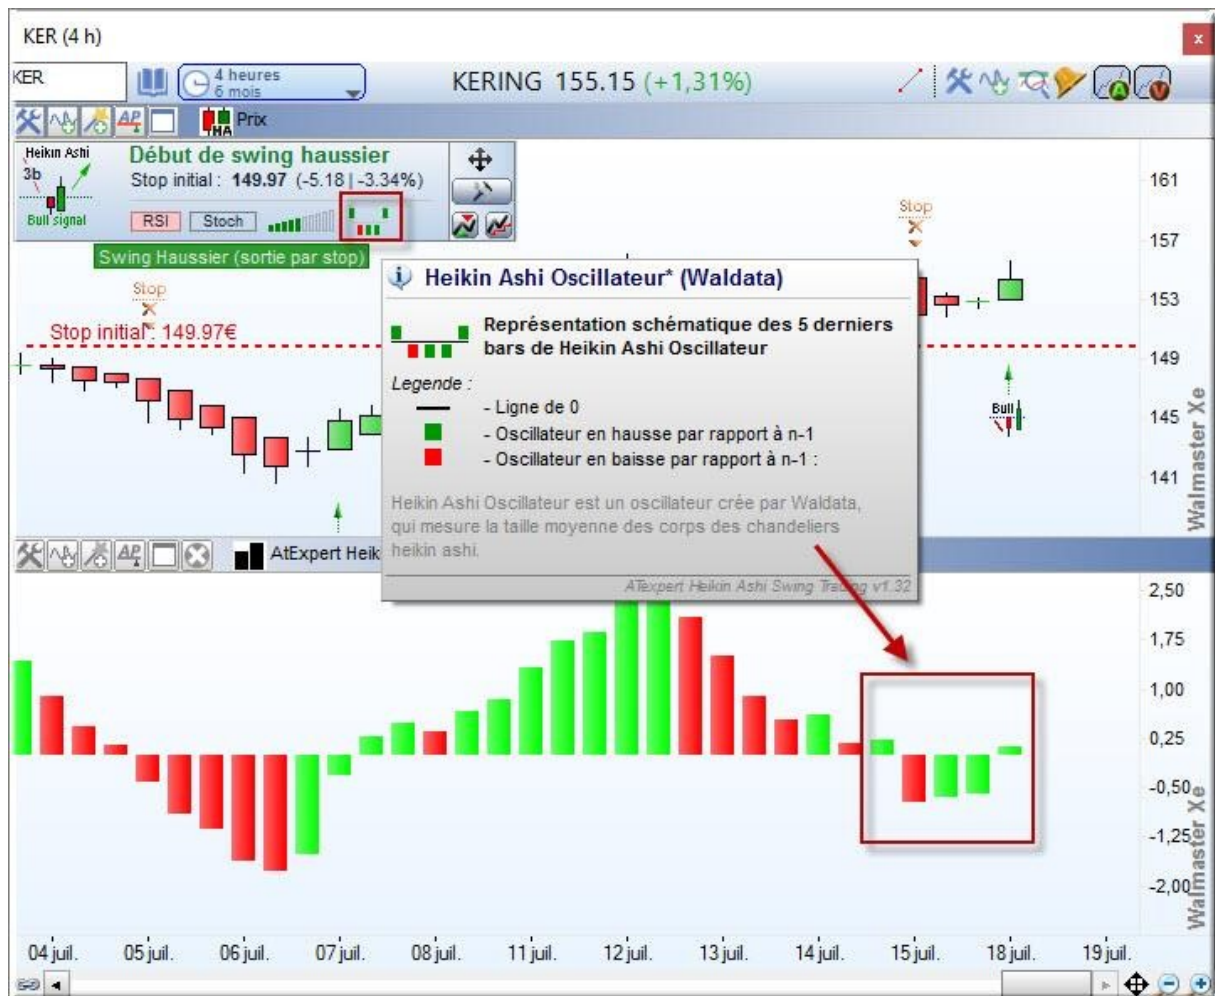 KER (4 h)
x
KER
4 heures
6 mois
KERING 155.15 (+1,31%)
A
V
AP
HA
Prix
Heikin Ashi
3b
Bull signal
Début de swing haussier
Stop initial : 149.97 (-5.18 | -3.34%)
RSI
Stoch
Swing Haussier (sortie par stop)
Stop
Stop initial : 149.97€
Stop
Bull
161
157
153
149
145
141
Walmaster Xe
Heikin Ashi Oscillateur* (Waldata)
Représentation schématique des 5 derniers
bars de Heikin Ashi Oscillateur
Legende :
- Ligne de 0
- Oscillateur en hausse par rapport à n-1
- Oscillateur en baisse par rapport à n-1 :
Heikin Ashi Oscillateur est un oscillateur crée par Waldata,
qui mesure la taille moyenne des corps des chandeliers
heikin ashi.
ATexpert Heikin Ashi Swing Trading v1.32
AP
AtExpert Heik
2,50
1,75
1,00
0,25
-0,50
-1,25
-2,00
Walmaster Xe
04 juil.
05 juil.
06 juil.
07 juil.
08 juil.
11 juil.
12 juil.
13 juil.
14 juil.
15 juil.
18 juil.
19 juil.